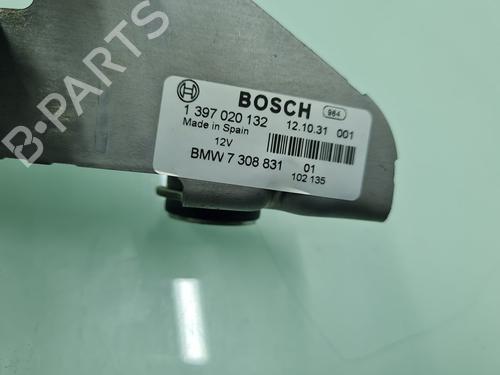 BOSCH 964
1 397 020 132 12.10.31 001
Made in Spain
12V
BMW 7 308 831 01
102 135
B-PARTS